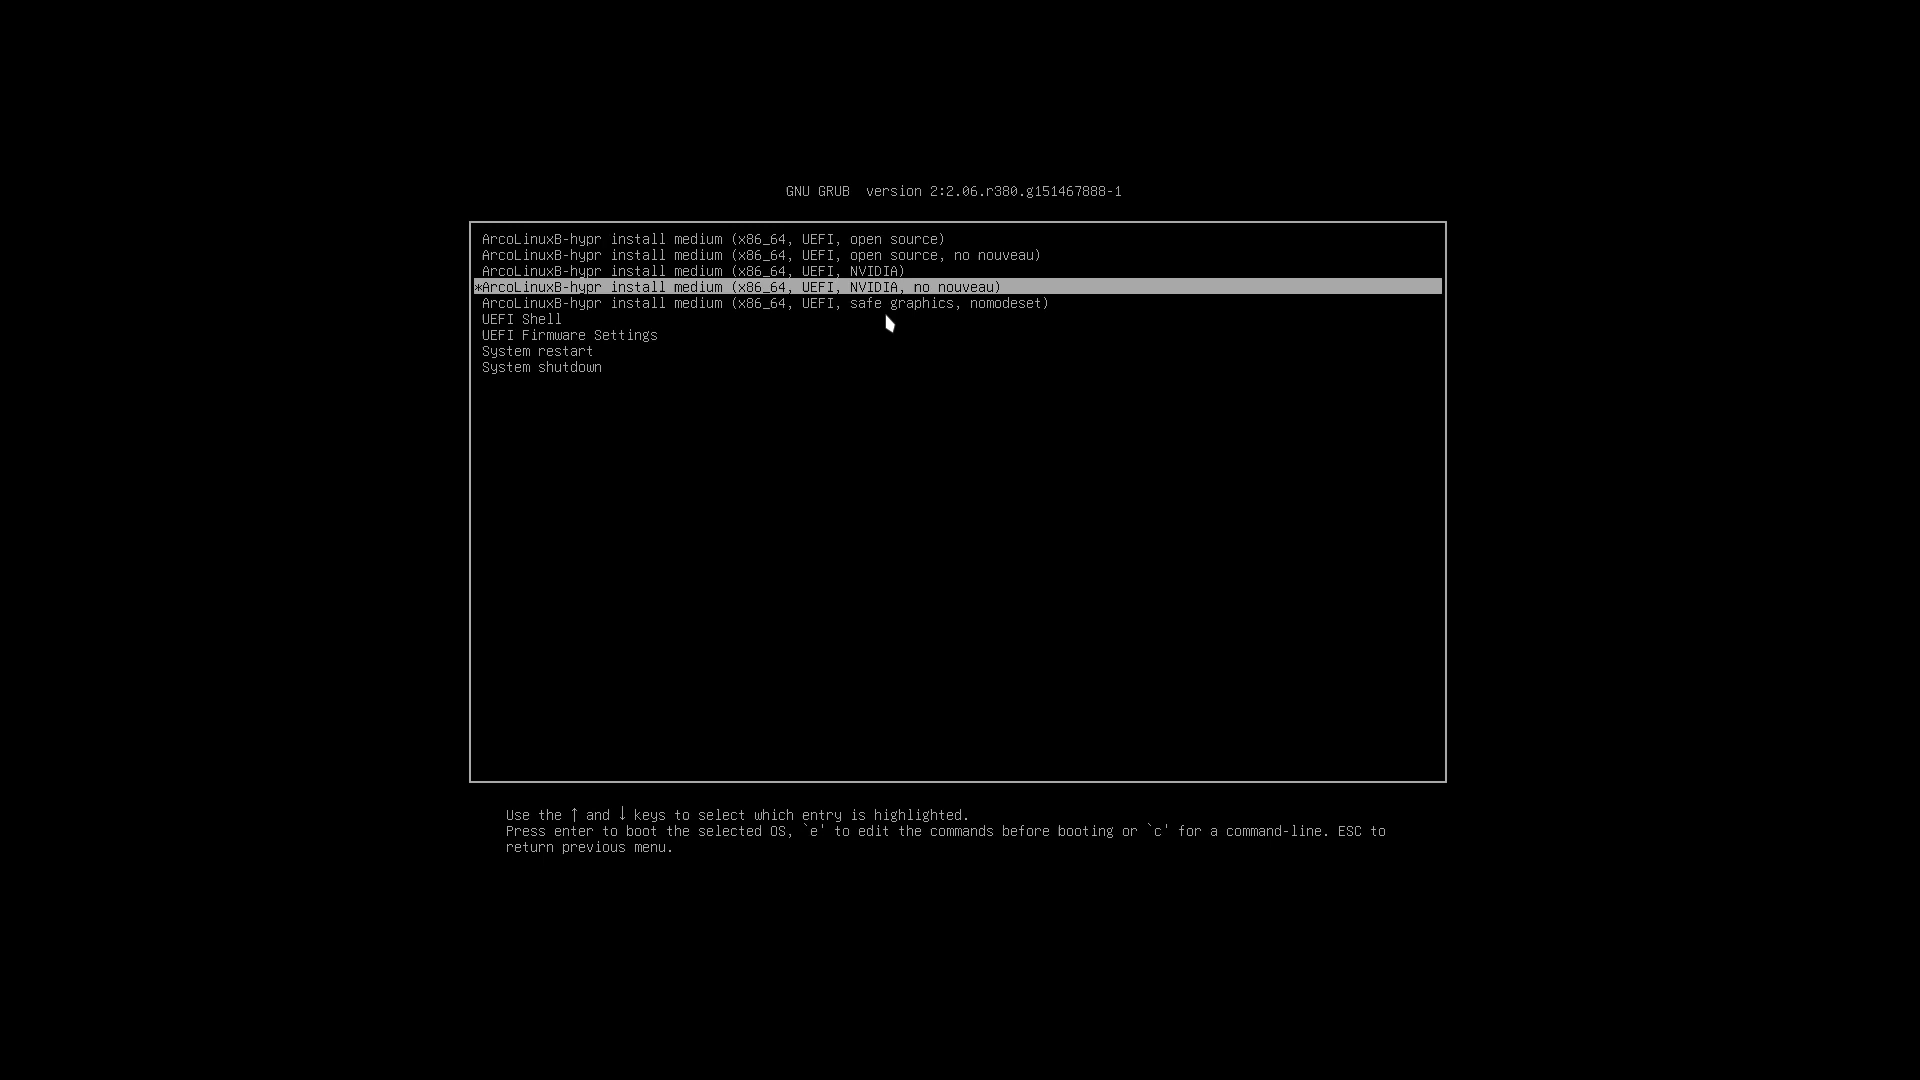 GNU GRUB  version 2:2.06.r380.g151467888-1
ArcoLinuxB-hypr install medium (x86_64, UEFI, open source)
ArcoLinuxB-hypr install medium (x86_64, UEFI, open source, no nouveau)
ArcoLinuxB-hypr install medium (x86_64, UEFI, NVIDIA)
*ArcoLinuxB-hypr install medium (x86_64, UEFI, NVIDIA, no nouveau)
ArcoLinuxB-hypr install medium (x86_64, UEFI, safe graphics, nomodeset)
UEFI Shell
UEFI Firmware Settings
System restart
System shutdown
Use the ↑ and ↓ keys to select which entry is highlighted.
Press enter to boot the selected OS, `e' to edit the commands before booting or `c' for a command-line. ESC to
return previous menu.